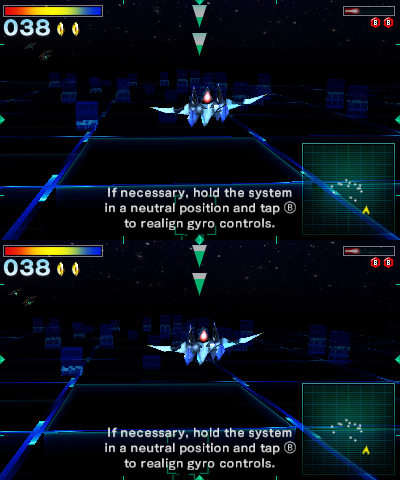 038
B B
If necessary, hold the system
in a neutral position and tap Ⓑ
to realign gyro controls.
038
B B
If necessary, hold the system
in a neutral position and tap Ⓑ
to realign gyro controls.